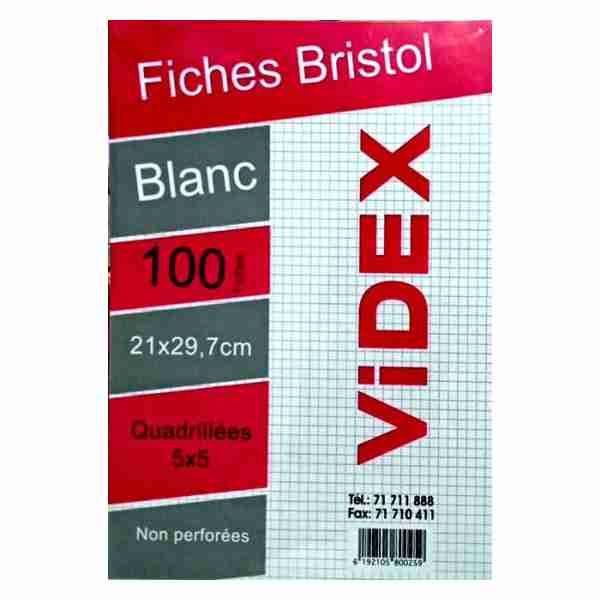 Fiches Bristol
Blanc
100
21x29,7cm
Quadrillées
5x5
Non perforées
ViDEX
Tél.: 71 711 888
Fax: 71 710 411
6 192105 800259